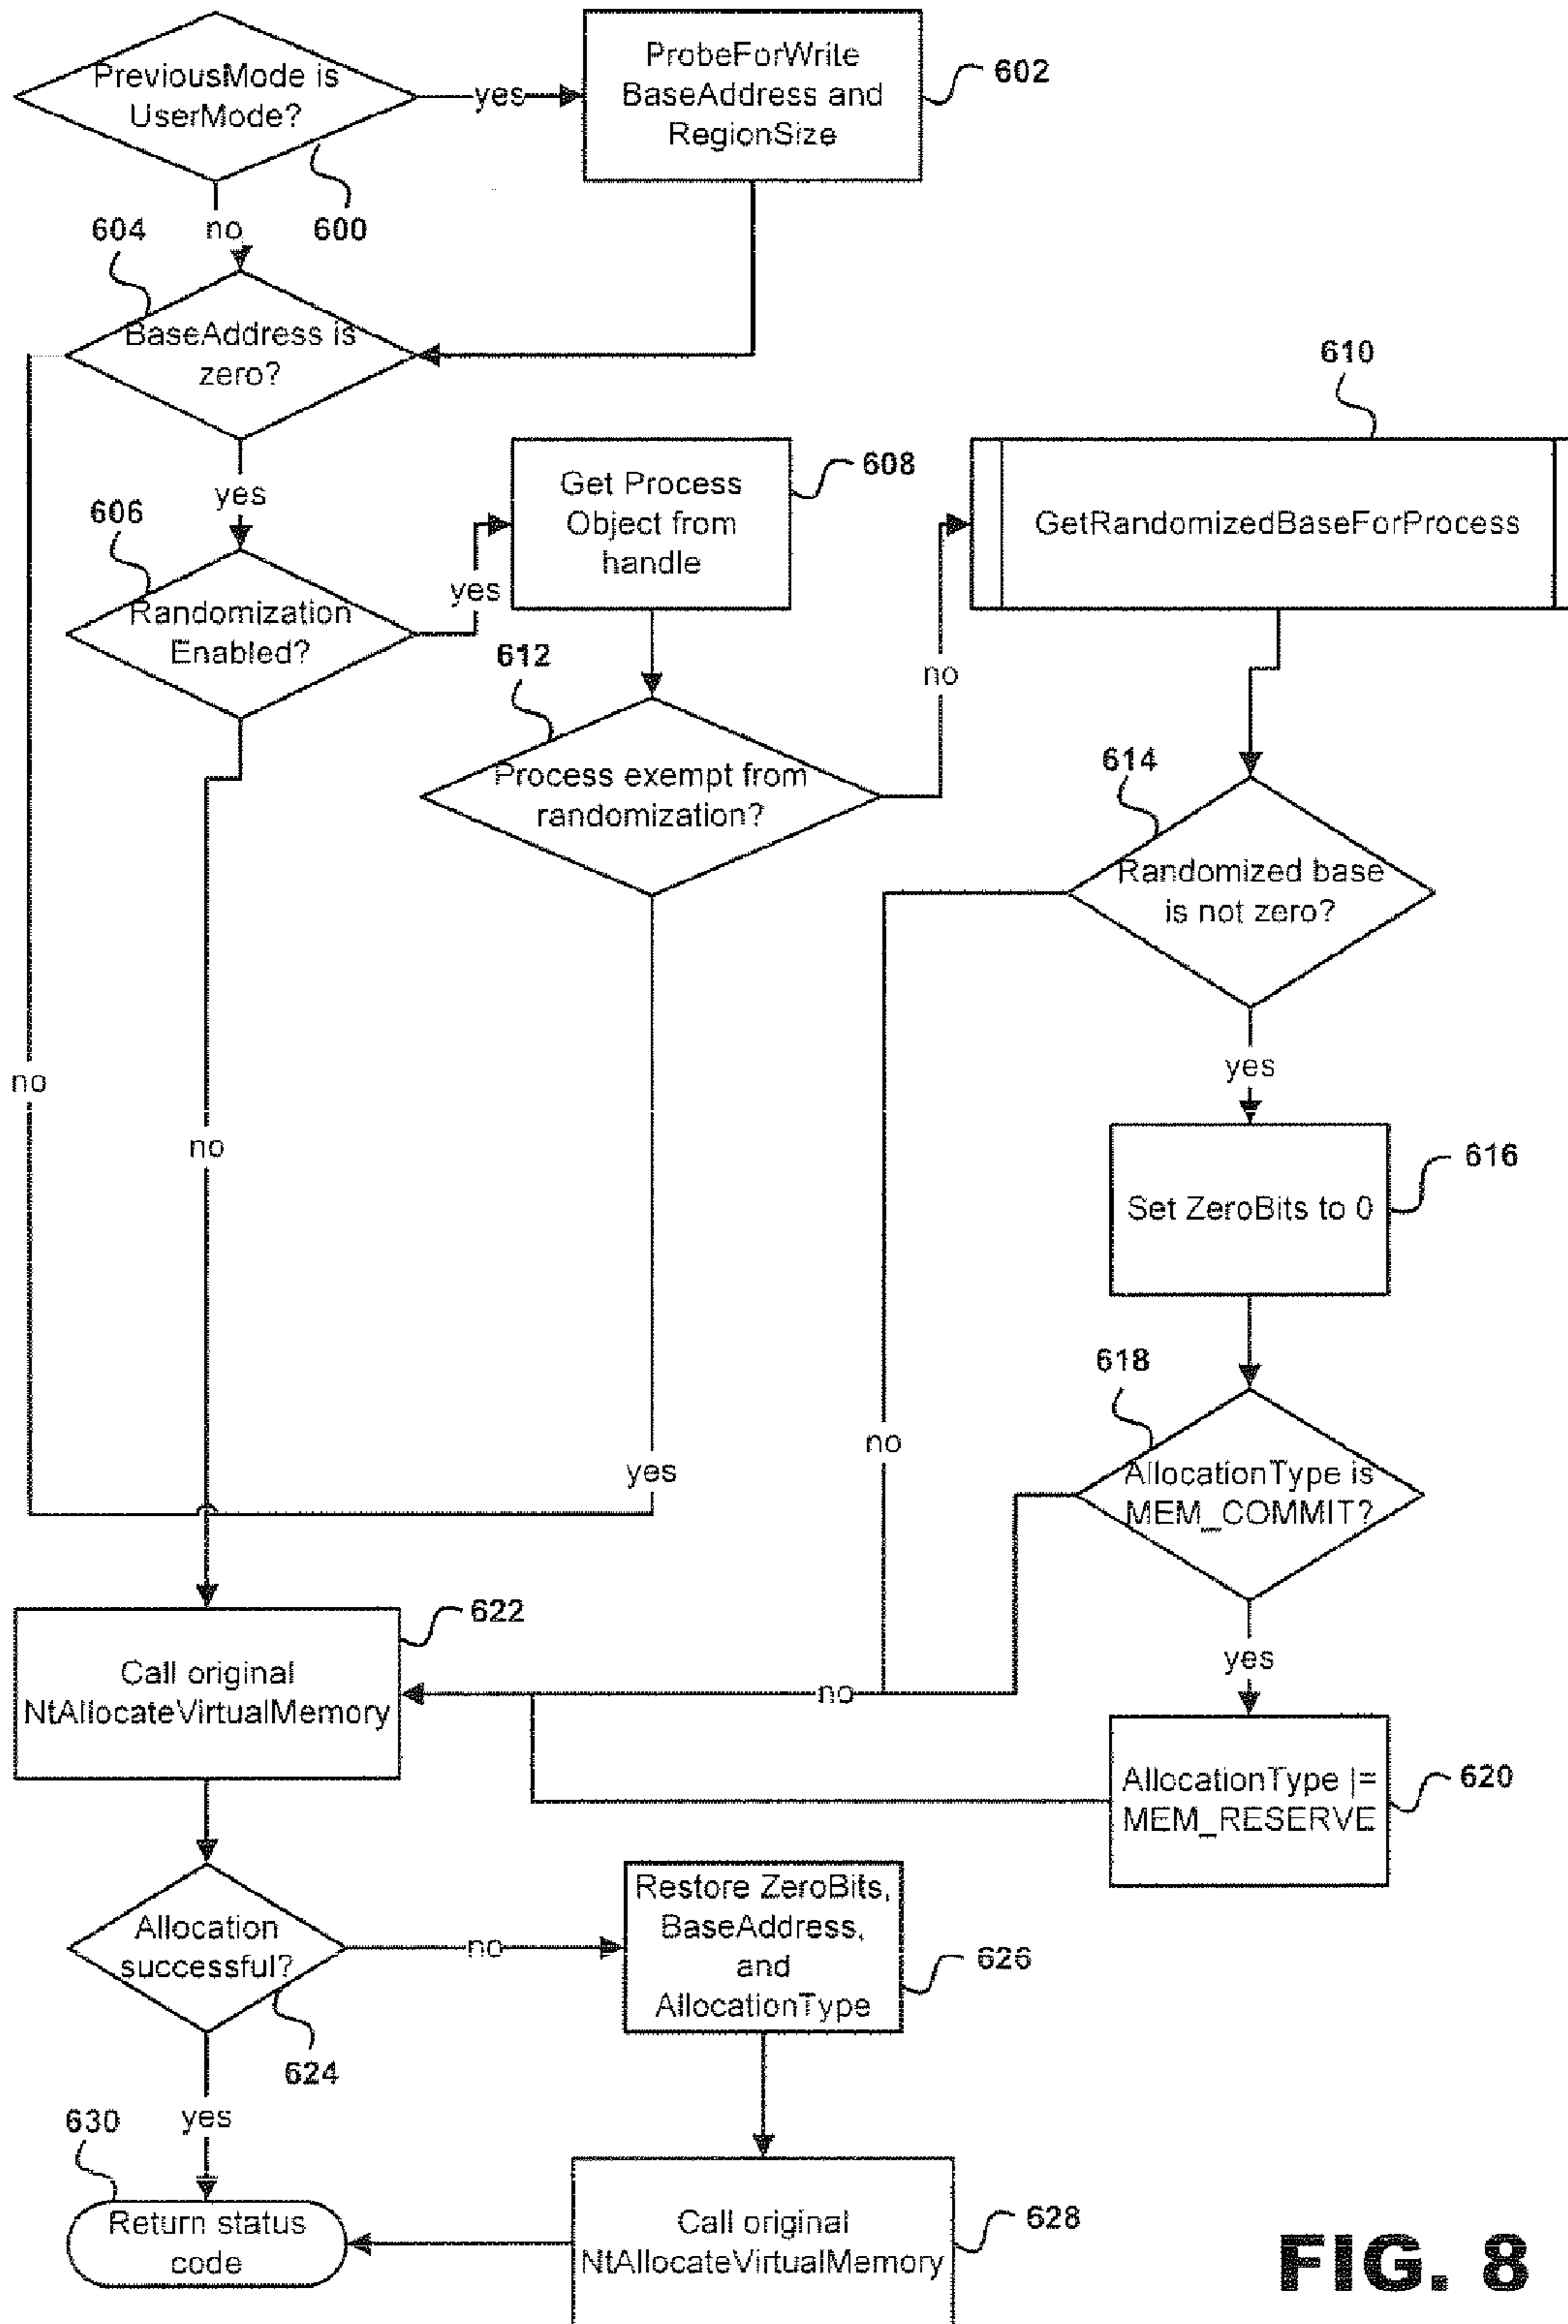 PreviousMode is
UserMode?
yes
ProbeForWrite
BaseAddress and
RegionSize
602
no
600
604
BaseAddress is
zero?
yes
606
Randomization
Enabled?
yes
Get Process
Object from
handle
608
610
GetRandomizedBaseForProcess
612
Process exempt from
randomization?
no
614
Randomized base
is not zero?
yes
no
no
Set ZeroBits to 0
616
618
AllocationType is
MEM_COMMIT?
no
yes
yes
622
Call original
NtAllocateVirtualMemory
no
AllocationType |=
MEM_RESERVE
620
Allocation
successful?
no
624
Restore ZeroBits,
BaseAddress,
and
AllocationType
626
yes
630
Return status
code
Call original
NtAllocateVirtualMemory
628
FIG. 8